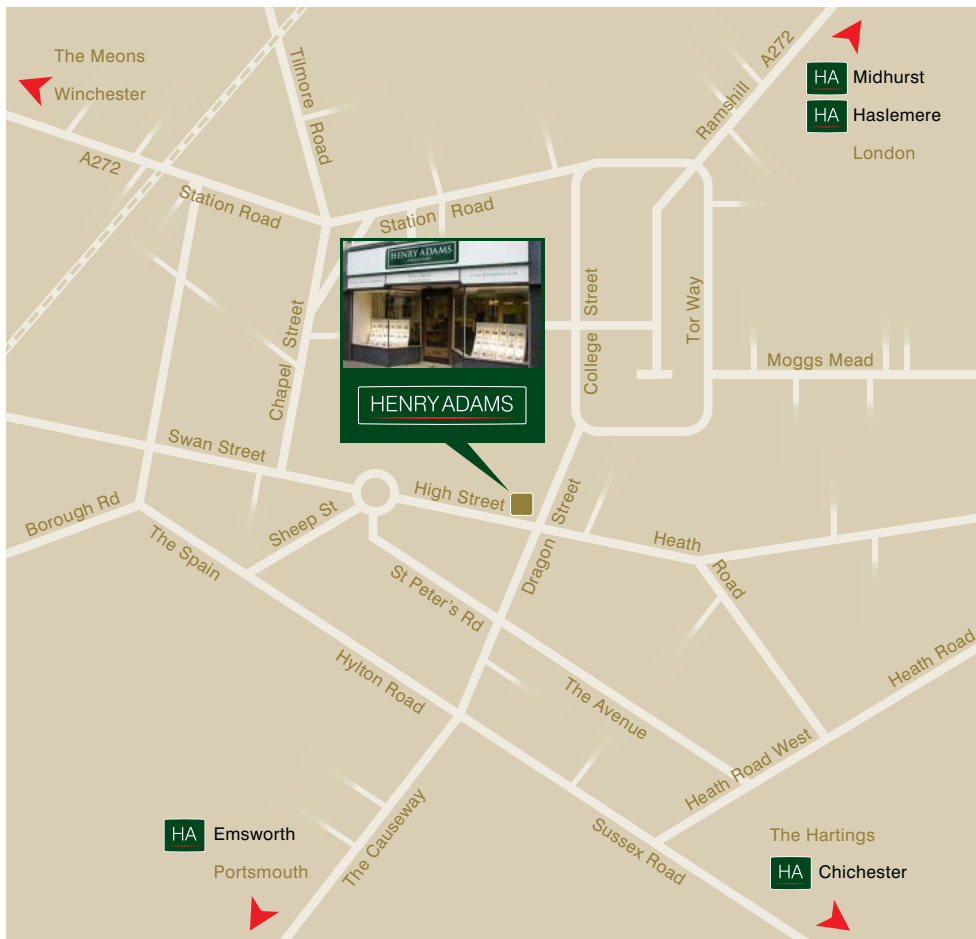 The Meons
Winchester
A272
Station Road
Tilmore Road
Station Road
Ramshill A272
HA Midhurst
HA Haslemere
London
HENRY ADAMS
HENRY ADAMS
Chapel Street
College Street
Tor Way
Moggs Mead
Swan Street
High Street
Sheep St
Borough Rd
The Spain
St Peter's Rd
Dragon Street
Heath Road
Hylton Road
The Avenue
Heath Road
Heath Road West
The Causeway
Sussex Road
HA Emsworth
Portsmouth
The Hartings
HA Chichester